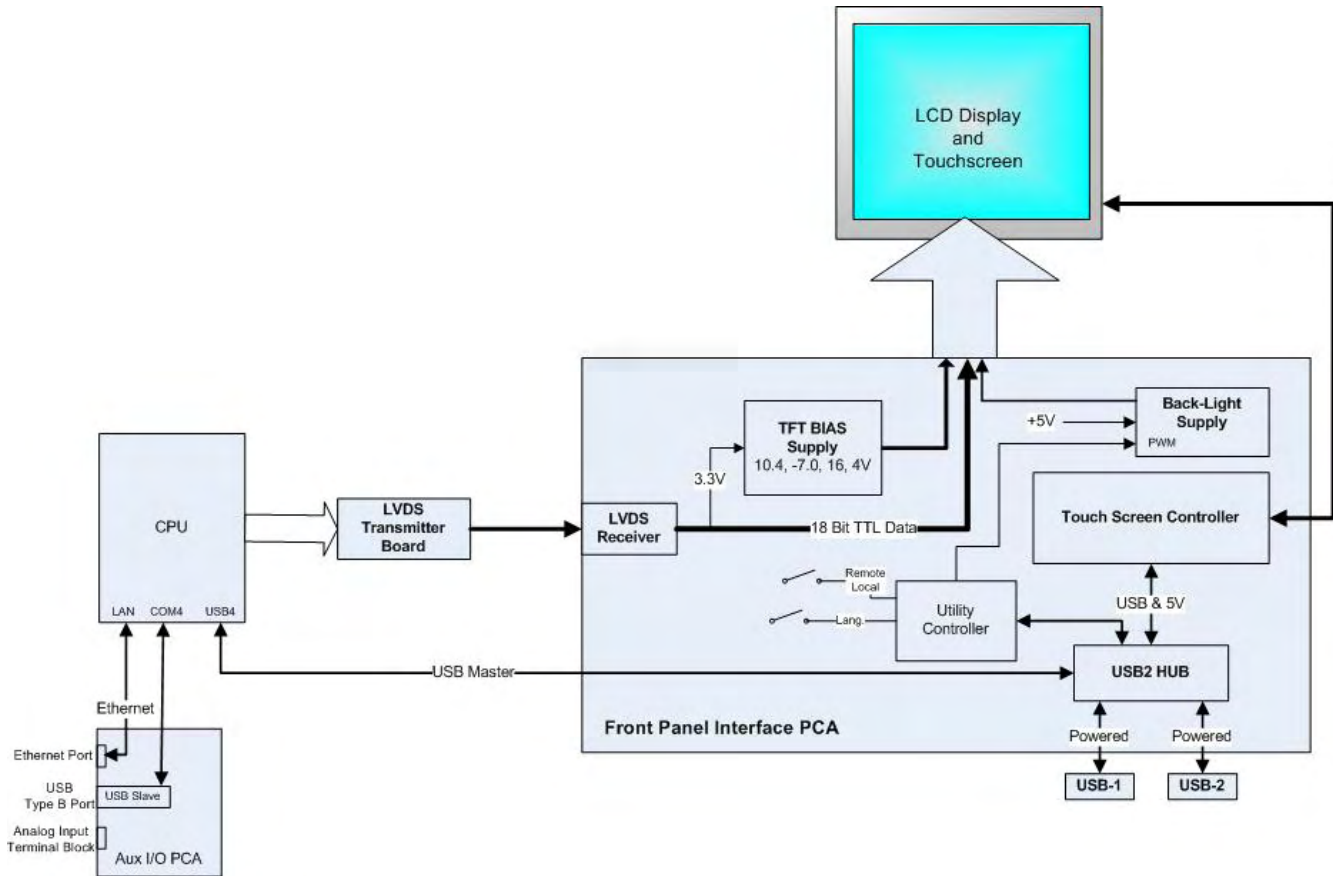 LCD Display
and
Touchscreen
Back-Light
Supply
+5V
PWM
TFT BIAS
Supply
10.4, -7.0, 16, 4V
3.3V
CPU
LAN
COM4
USB4
LVDS
Transmitter
Board
LVDS
Receiver
18 Bit TTL Data
Touch Screen Controller
Remote
Local
Lang.
Utility
Controller
USB & 5V
USB2 HUB
USB Master
Ethernet
Front Panel Interface PCA
Powered
Powered
USB-1
USB-2
Ethernet Port
USB
Type B Port
USB Slave
Analog Input
Terminal Block
Aux I/O PCA